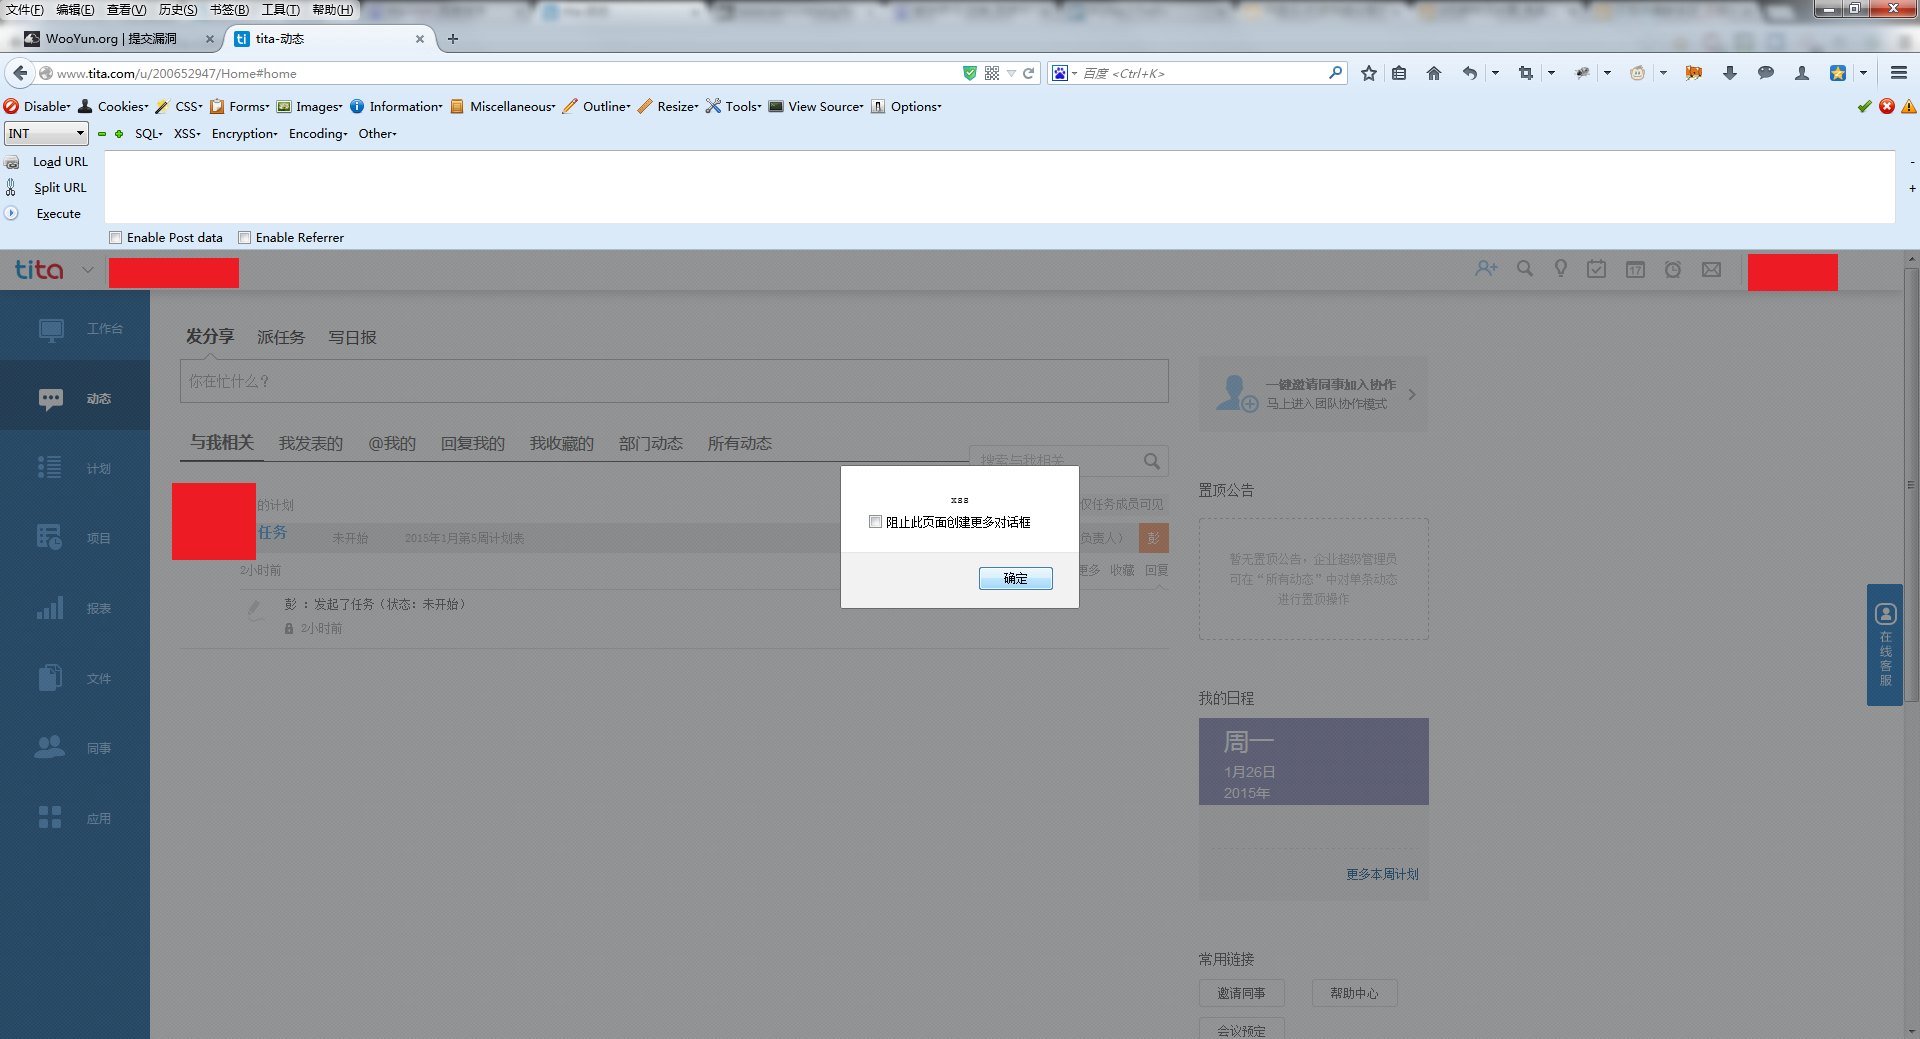 文件(F) 编辑(E) 查看(V) 历史(S) 书签(B) 工具(T) 帮助(H)
WooYun.org | 提交漏洞
tita-动态
www.tita.com/u/200652947/Home#home
百度 <Ctrl+K>
Disable Cookies CSS Forms Images Information Miscellaneous Outline Resize Tools View Source Options
INT SQL XSS Encryption Encoding Other
Load URL
Split URL
Execute
- 
+
Enable Post data Enable Referrer
tita
17
工作台
动态
计划
项目
报表
文件
同事
应用
发分享 派任务 写日报
你在忙什么？
与我相关 我发表的 @我的 回复我的 我收藏的 部门动态 所有动态
搜索与我相关
的计划
仅任务成员可见
任务 未开始 2015年1月第5周计划表
负责人） 彭
2小时前
更多 收藏 回复
彭 ：发起了任务（状态：未开始）
2小时前
xss
阻止此页面创建更多对话框
确定
一键邀请同事加入协作
马上进入团队协作模式
置顶公告
暂无置顶公告，企业超级管理员
可在“所有动态”中对单条动态
进行置顶操作
我的日程
周一
1月26日
2015年
更多本周计划
常用链接
邀请同事 帮助中心
会议预定
在线客服